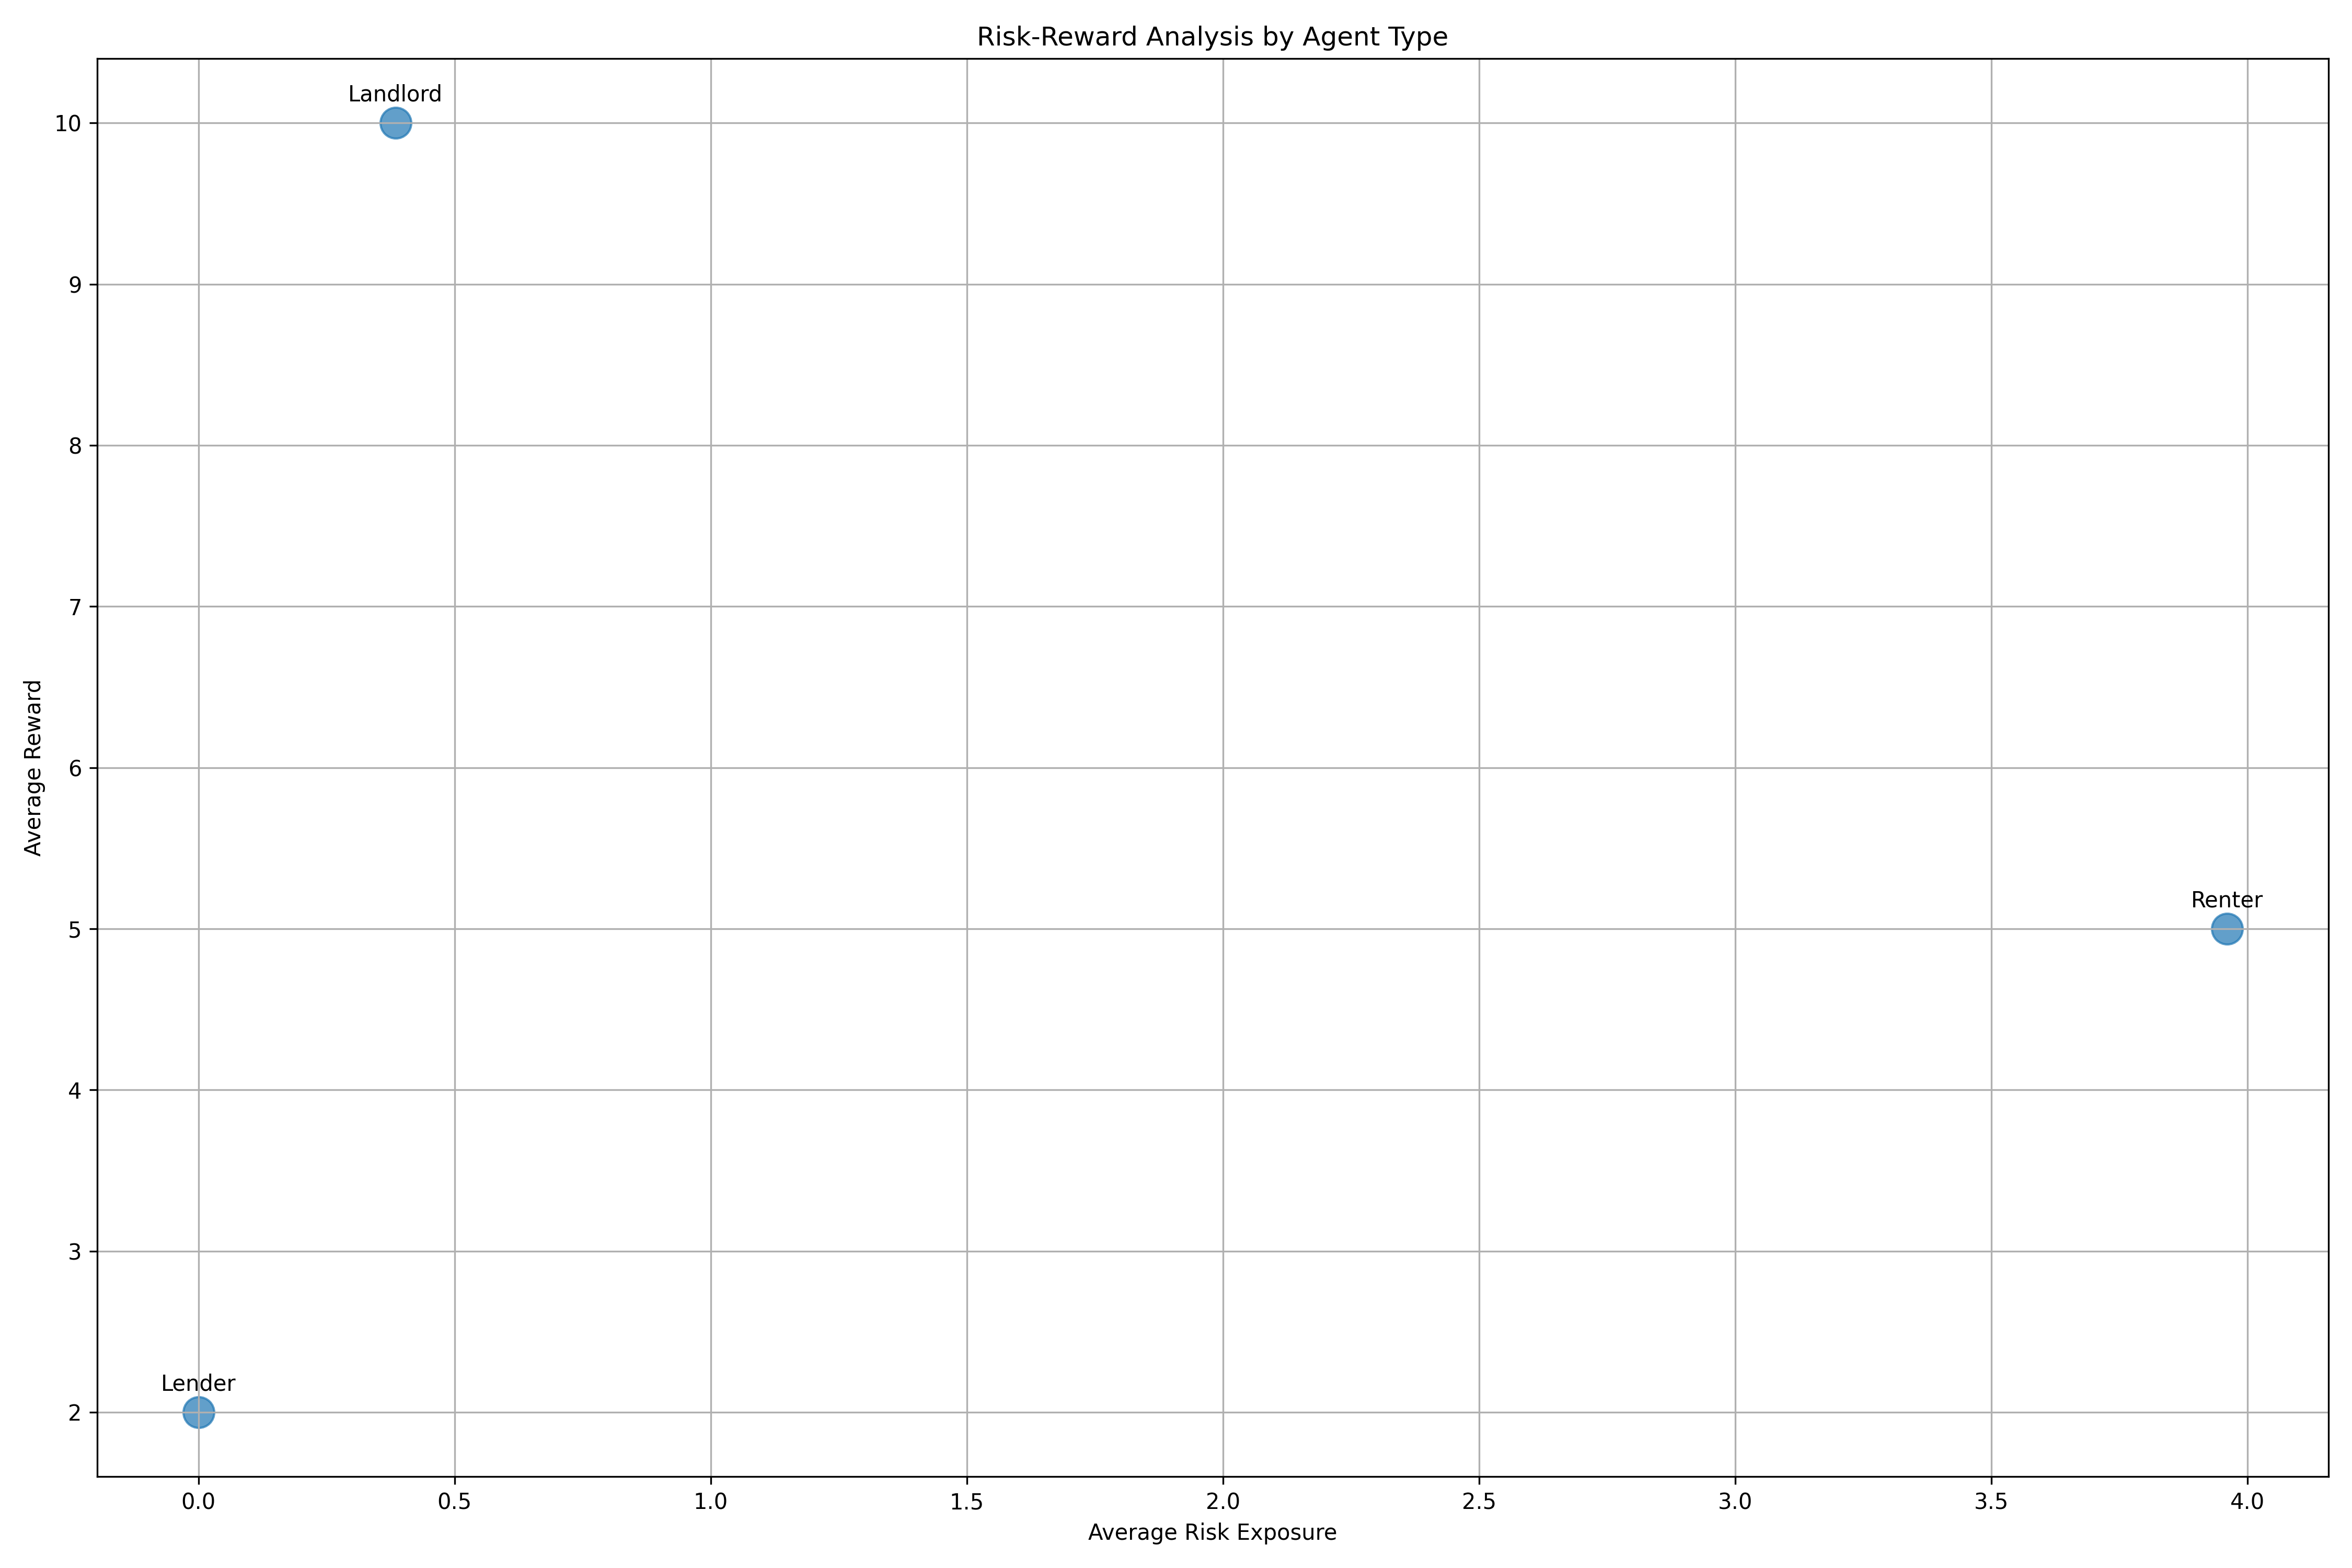 Risk-Reward Analysis by Agent Type
Landlord
10
9
8
7
6
Average Reward
Renter
5
4
3
Lender
2
0.0 0.5 1.0 1.5 2.0 2.5 3.0 3.5 4.0
Average Risk Exposure